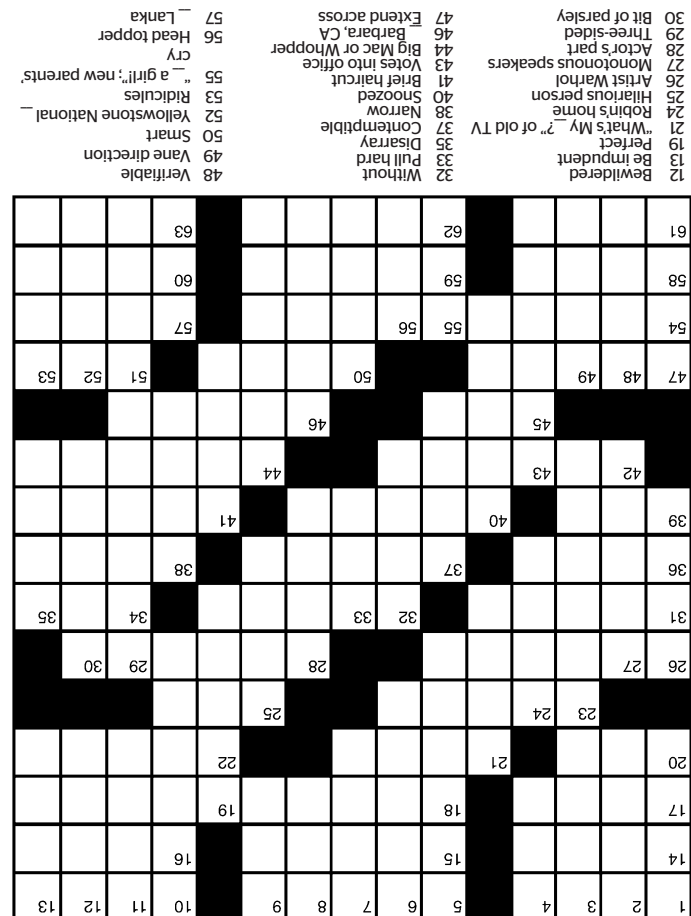 1 2 3 4 5 6 7 8 9 10 11 12 13
14 15 16
17 18 19
20 21 22
23 24 25
26 27 28 29 30
31 32 33 34 35
36 37 38
39 40 41
42 43 44
45 46
47 48 49 50 51 52 53
54 55 56 57
58 59 60
61 62 63
12 Bewildered
13 Be impudent
19 Perfect
21 "What's My _?" of old TV
24 Robin's home
25 Hilarious person
26 Artist Warhol
27 Monotonous speakers
28 Actor's part
29 Three-sided
30 Bit of parsley
32 Without
33 Pull hard
35 Disarray
37 Contemptible
38 Narrow
40 Snoozed
41 Brief haircut
43 Votes into office
44 Big Mac or Whopper
46 _ Barbara, CA
47 Extend across
48 Verifiable
49 Vane direction
50 Smart
52 Yellowstone National _
53 Ridicules
55 "_ a girl!"; new parents'
cry
56 Head topper
57 _ Lanka